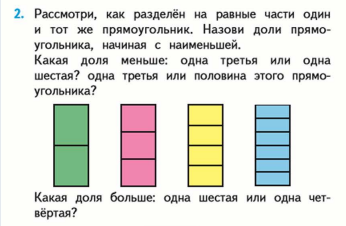 2. Рассмотри, как разделён на равные части один
и тот же прямоугольник. Назови доли прямо-
угольника, начиная с наименьшей.
Какая доля меньше: одна третья или одна
шестая? одна третья или половина этого прямо-
угольника?
Какая доля больше: одна шестая или одна чет-
вёртая?